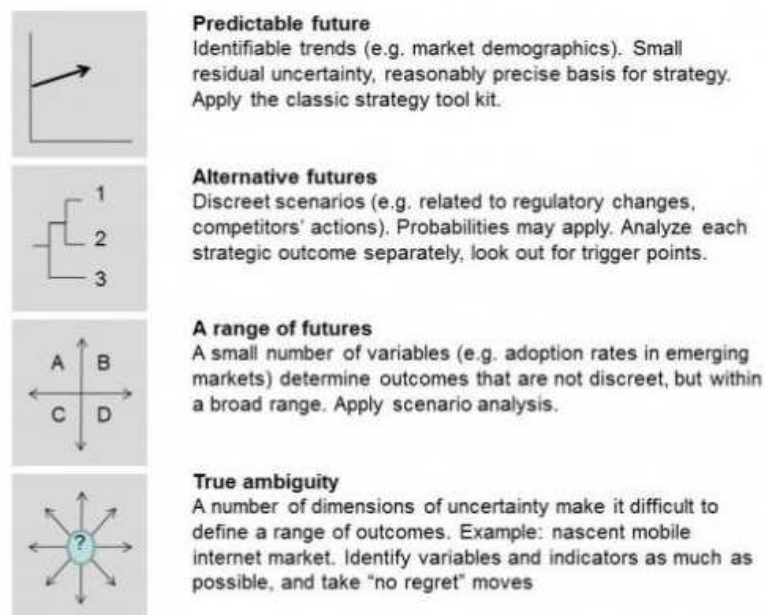 Predictable future
Identifiable trends (e.g. market demographics). Small
residual uncertainty, reasonably precise basis for strategy.
Apply the classic strategy tool kit.
1
2
3
Alternative futures
Discreet scenarios (e.g. related to regulatory changes,
competitors' actions). Probabilities may apply. Analyze each
strategic outcome separately, look out for trigger points.
A B
C D
A range of futures
A small number of variables (e.g. adoption rates in emerging
markets) determine outcomes that are not discreet, but within
a broad range. Apply scenario analysis.
?
True ambiguity
A number of dimensions of uncertainty make it difficult to
define a range of outcomes. Example: nascent mobile
internet market. Identify variables and indicators as much as
possible, and take “no regret” moves